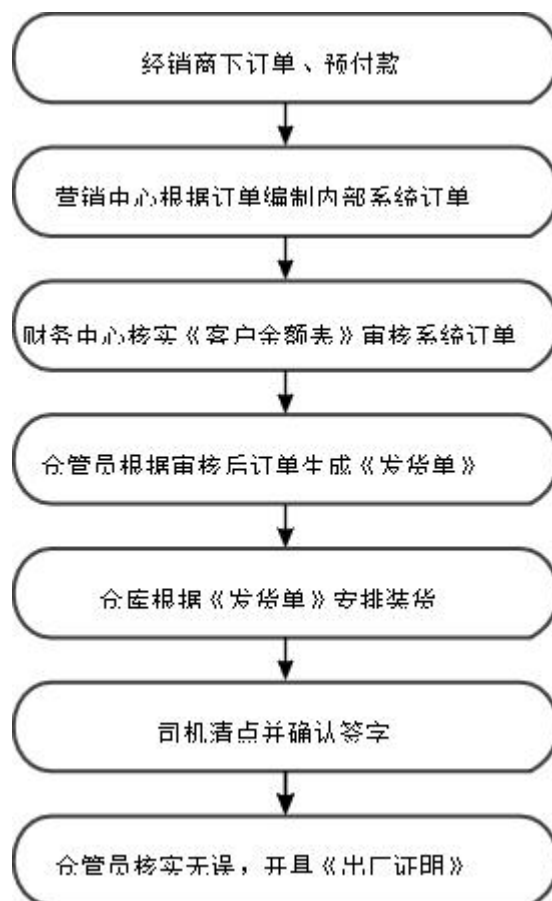 经销商下订单、预付款
营销中心根据订单编制内部系统订单
财务中心核实《客户余额表》审核系统订单
仓管员根据审核后订单生成《发货单》
仓库根据《发货单》安排装货
司机清点并确认签字
仓管员核实无误，开具《出厂证明》